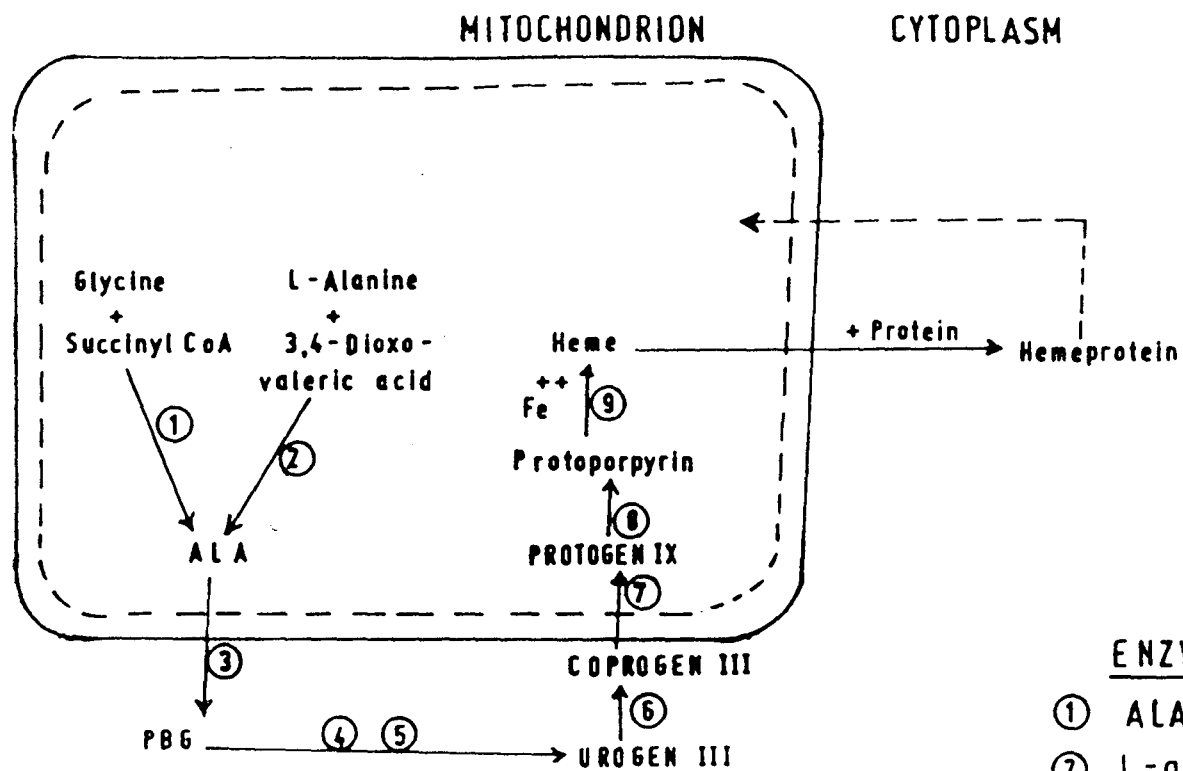 MITOCHONDRION CYTOPLASM
Glycine
+
Succinyl CoA
L-Alanine
+
3,4-Dioxo-
valeric acid
1
2
ALA
3
PBG
4 5
UROGEN III
6
COPROGEN III
7
PROTOGEN IX
8
Protoporpyrin
Fe ++
9
Heme
+ Protein
Hemeprotein
1 ALA
2